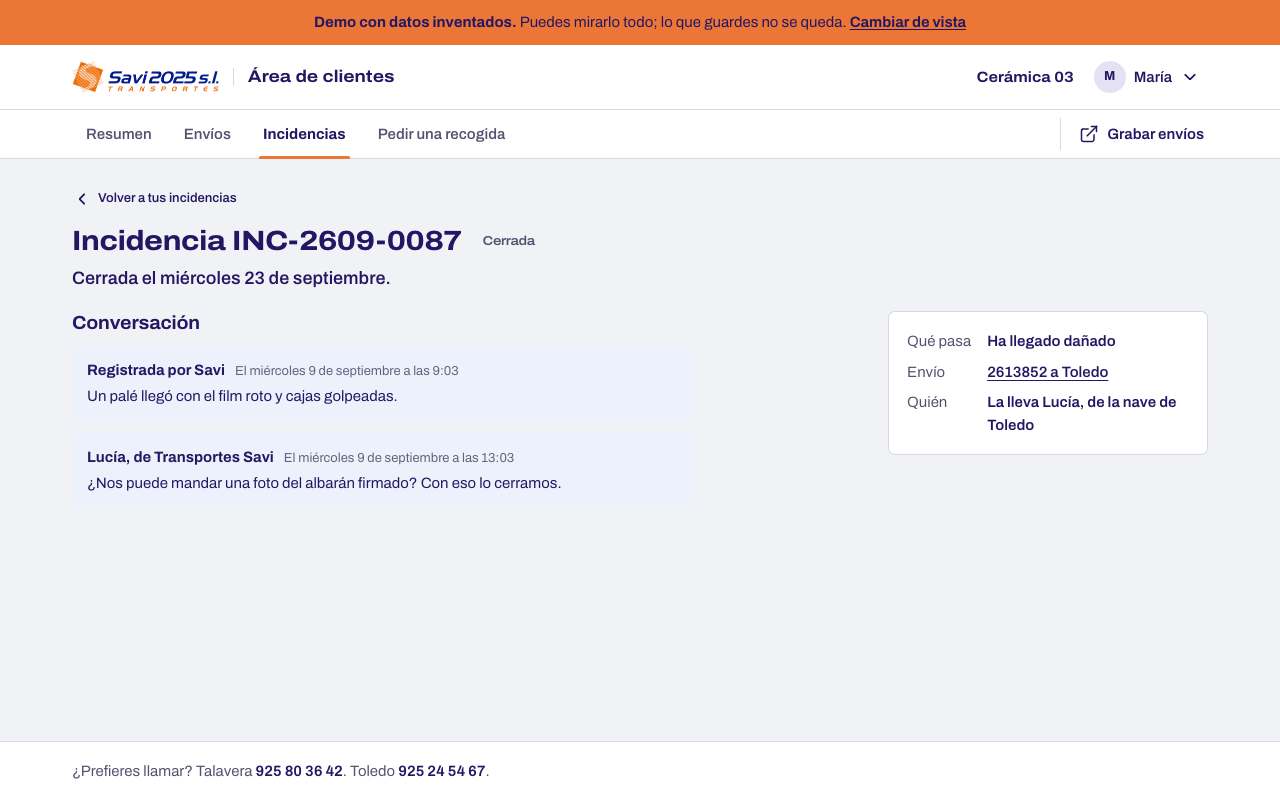 Demo con datos inventados. Puedes mirarlo todo; lo que guardes no se queda. Cambiar de vista
Savi 2025 s.l.
TRANSPORTES
Área de clientes
Cerámica 03
M
María
Resumen
Envíos
Incidencias
Pedir una recogida
Grabar envíos
Volver a tus incidencias
Incidencia INC-2609-0087
Cerrada
Cerrada el miércoles 23 de septiembre.
Conversación
Registrada por Savi El miércoles 9 de septiembre a las 9:03
Un palé llegó con el film roto y cajas golpeadas.
Lucía, de Transportes Savi El miércoles 9 de septiembre a las 13:03
¿Nos puede mandar una foto del albarán firmado? Con eso lo cerramos.
Qué pasa Ha llegado dañado
Envío 2613852 a Toledo
Quién La lleva Lucía, de la nave de
Toledo
¿Prefieres llamar? Talavera 925 80 36 42. Toledo 925 24 54 67.